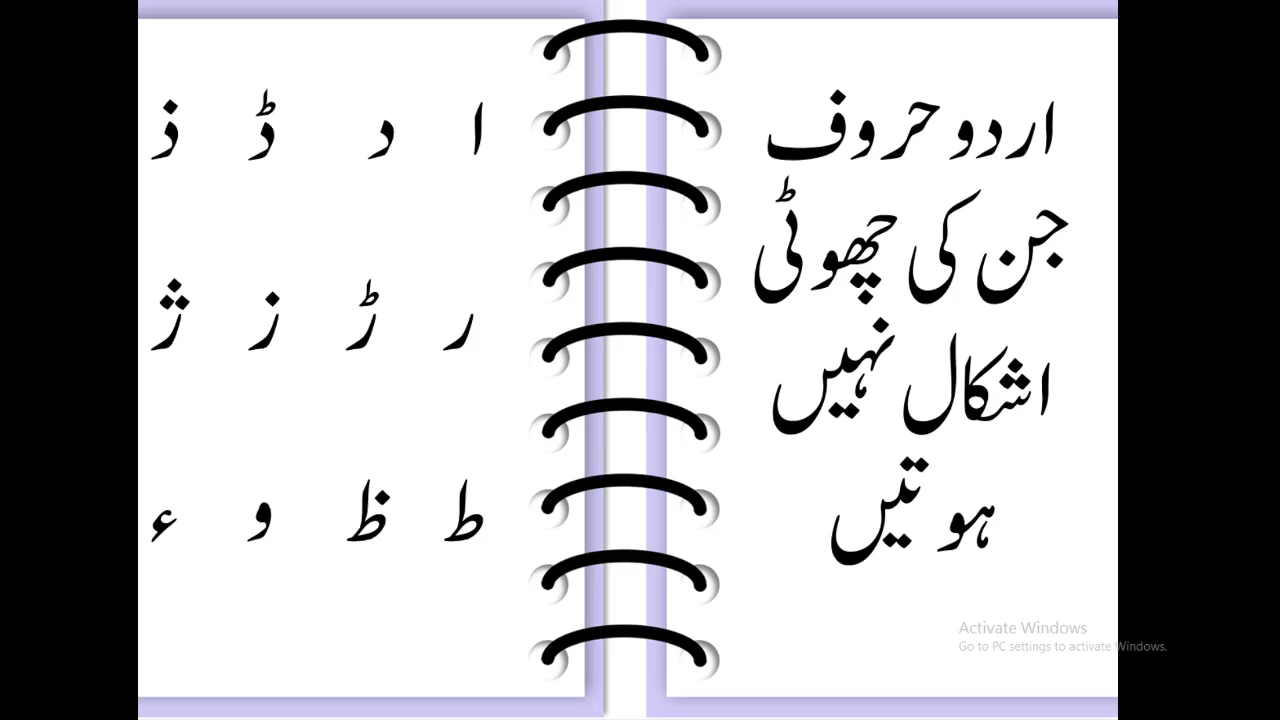 اردو حروف
جن کی چھوٹی
اشکال نہیں
ہوتیں
ا د ڈ ذ
ر ڑ ز ژ
ط ظ و ء
Activate Windows
Go to PC settings to activate Windows.